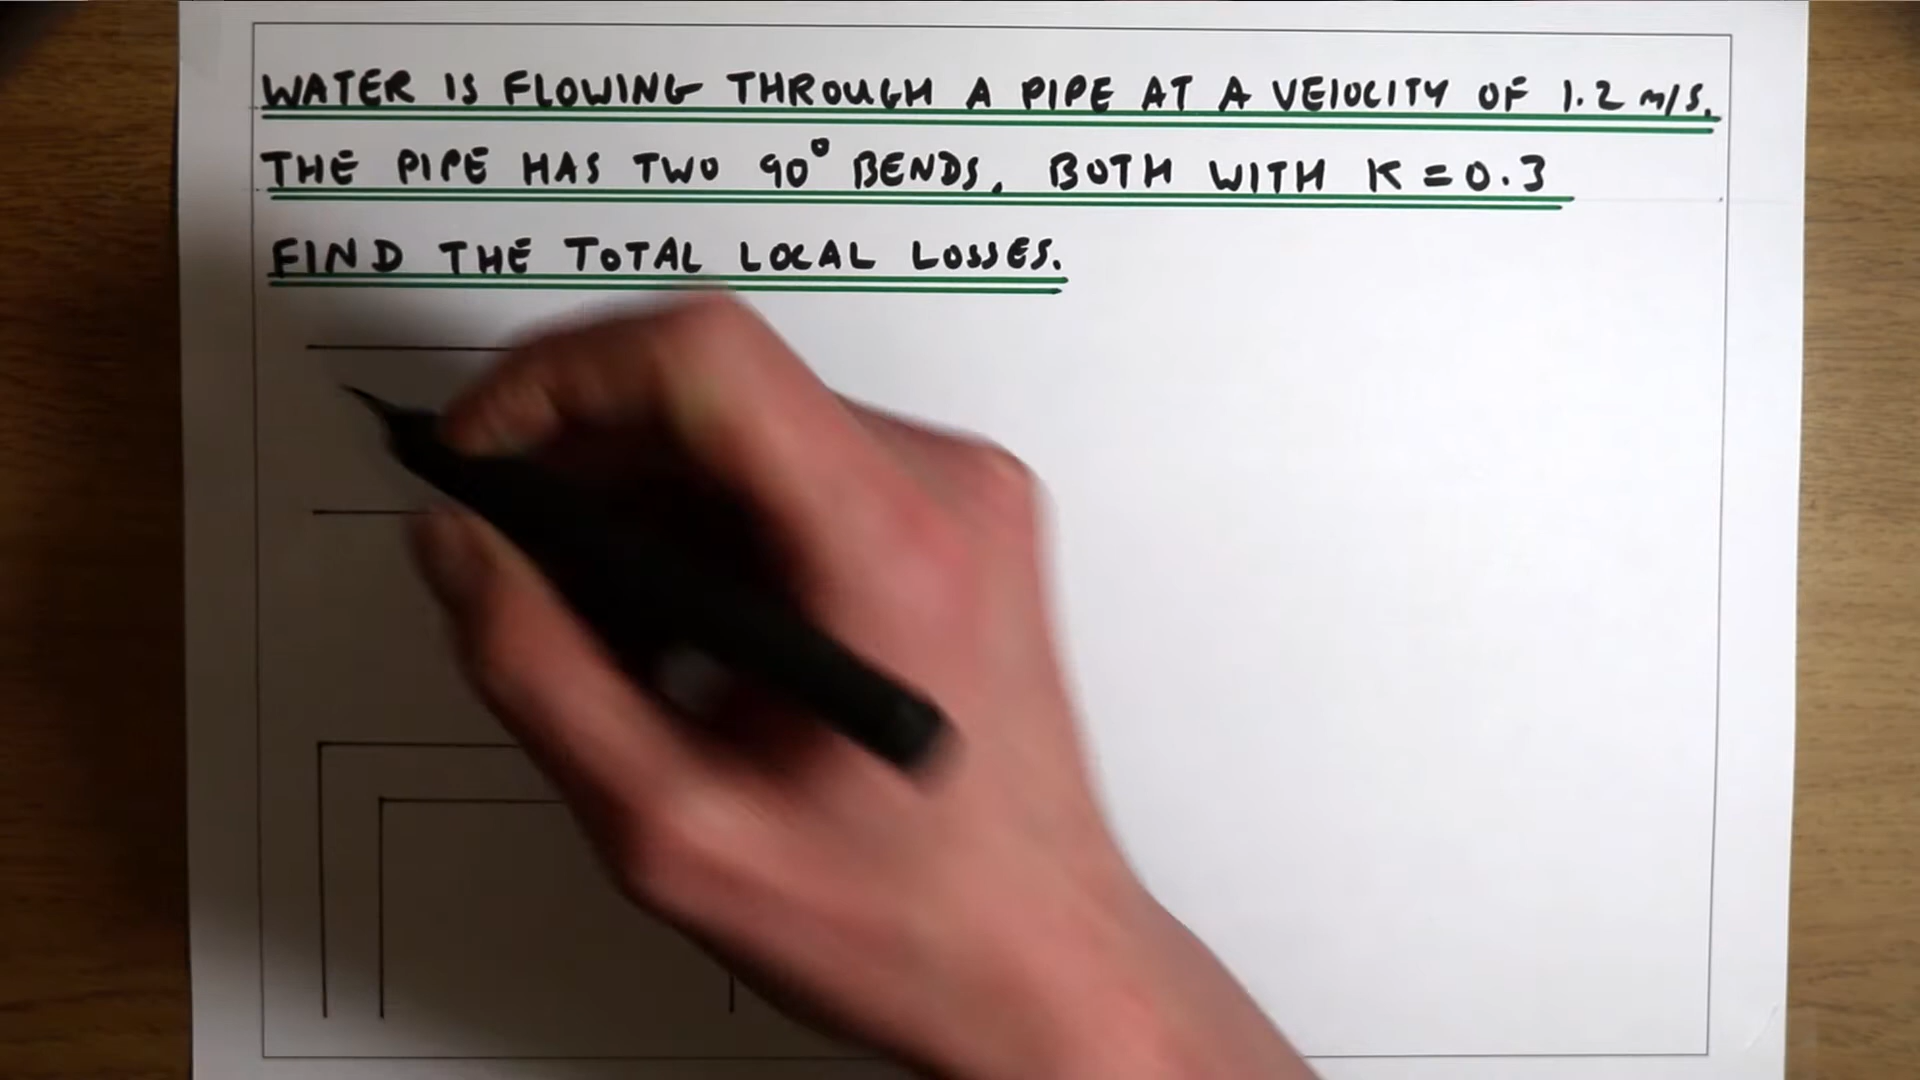 WATER IS FLOWING THROUGH A PIPE AT A VELOCITY OF 1.2 m/s.
THE PIPE HAS TWO 90° BENDS. BOTH WITH K = 0.3
FIND THE TOTAL LOCAL LOSSES.